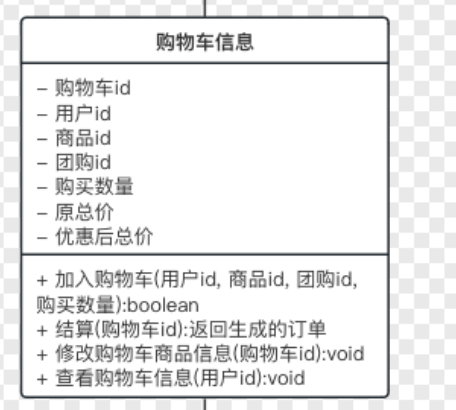 购物车信息
– 购物车id
– 用户id
– 商品id
– 团购id
– 购买数量
– 原总价
– 优惠后总价
+ 加入购物车(用户id, 商品id, 团购id,
购买数量):boolean
+ 结算(购物车id):返回生成的订单
+ 修改购物车商品信息(购物车id):void
+ 查看购物车信息(用户id):void